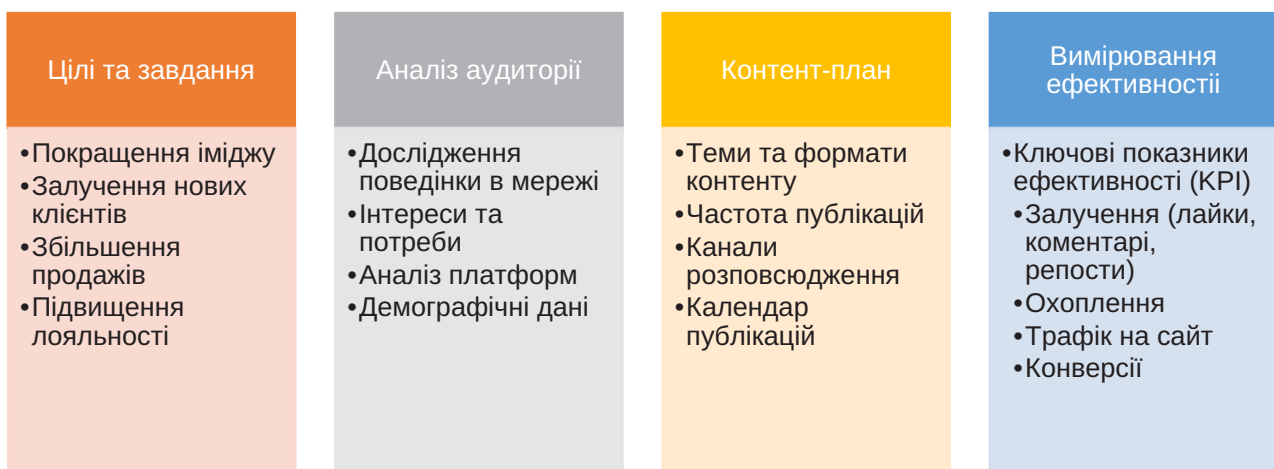 Цілі та завдання
•Покращення іміджу
•Залучення нових
клієнтів
•Збільшення
продажів
•Підвищення
лояльності
Аналіз аудиторії
•Дослідження
поведінки в мережі
•Інтереси та
потреби
•Аналіз платформ
•Демографічні дані
Контент-план
•Теми та формати
контенту
•Частота публікацій
•Канали
розповсюдження
•Календар
публікацій
Вимірювання
ефективностіі
•Ключові показники
ефективності (KPI)
•Залучення (лайки,
коментарі,
репости)
•Охоплення
•Трафік на сайт
•Конверсії